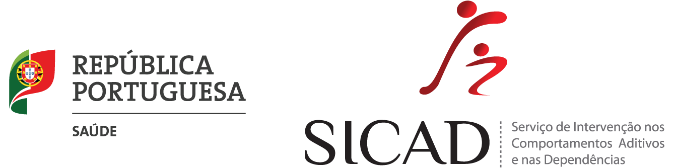 REPÚBLICA
PORTUGUESA
SAÚDE
SICAD
Serviço de Intervenção nos
Comportamentos Aditivos
e nas Dependências